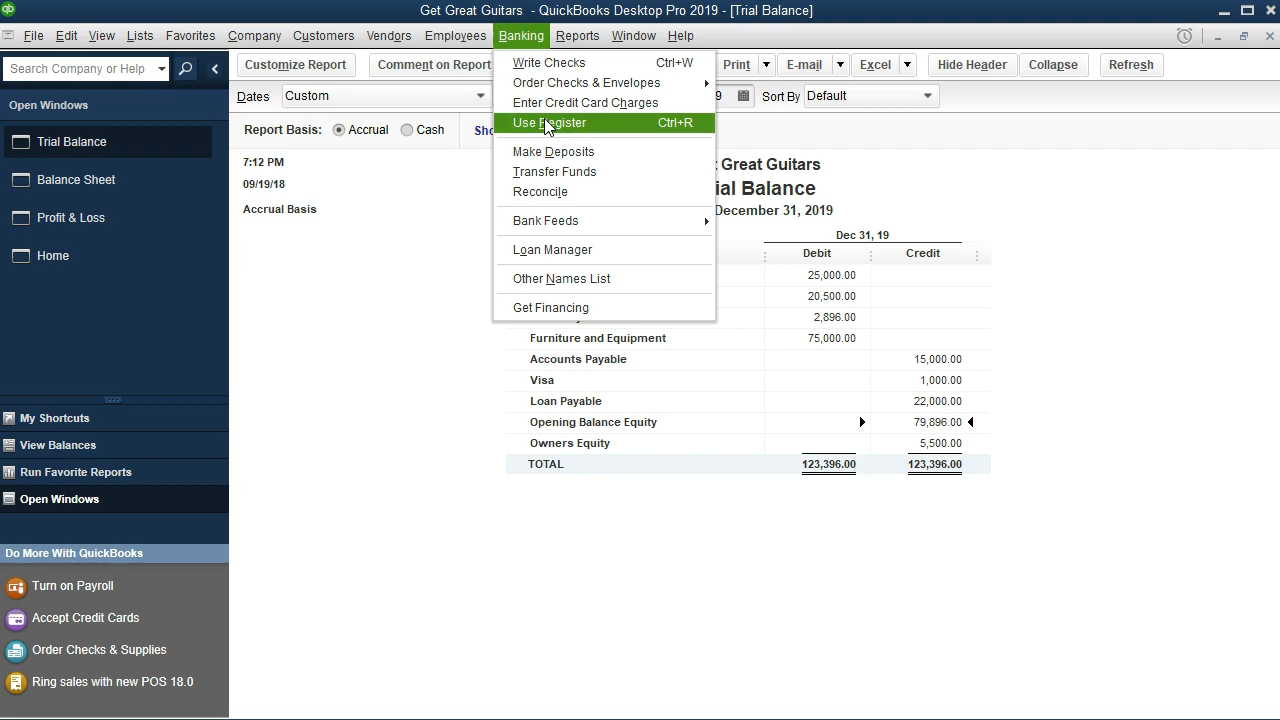 Get Great Guitars - QuickBooks Desktop Pro 2019 - [Trial Balance]
File Edit View Lists Favorites Company Customers Vendors Employees Banking Reports Window Help
Search Company or Help
Customize Report Comment on Report Print E-mail Excel Hide Header Collapse Refresh
Dates Custom 9 Sort By Default
Report Basis: Accrual Cash
Write Checks Ctrl+W
Order Checks & Envelopes
Enter Credit Card Charges
Use Register Ctrl+R
Make Deposits
Transfer Funds
Reconcile
Bank Feeds
Loan Manager
Other Names List
Get Financing
Open Windows
Trial Balance
Balance Sheet
Profit & Loss
Home
My Shortcuts
View Balances
Run Favorite Reports
Open Windows
Do More With QuickBooks
Turn on Payroll
Accept Credit Cards
Order Checks & Supplies
Ring sales with new POS 18.0
7:12 PM
09/19/18
Accrual Basis
Great Guitars
Balance
December 31, 2019
Dec 31, 19
Debit Credit
25,000.00
20,500.00
2,896.00
Furniture and Equipment 75,000.00
Accounts Payable 15,000.00
Visa 1,000.00
Loan Payable 22,000.00
Opening Balance Equity 79,896.00
Owners Equity 5,500.00
TOTAL 123,396.00 123,396.00